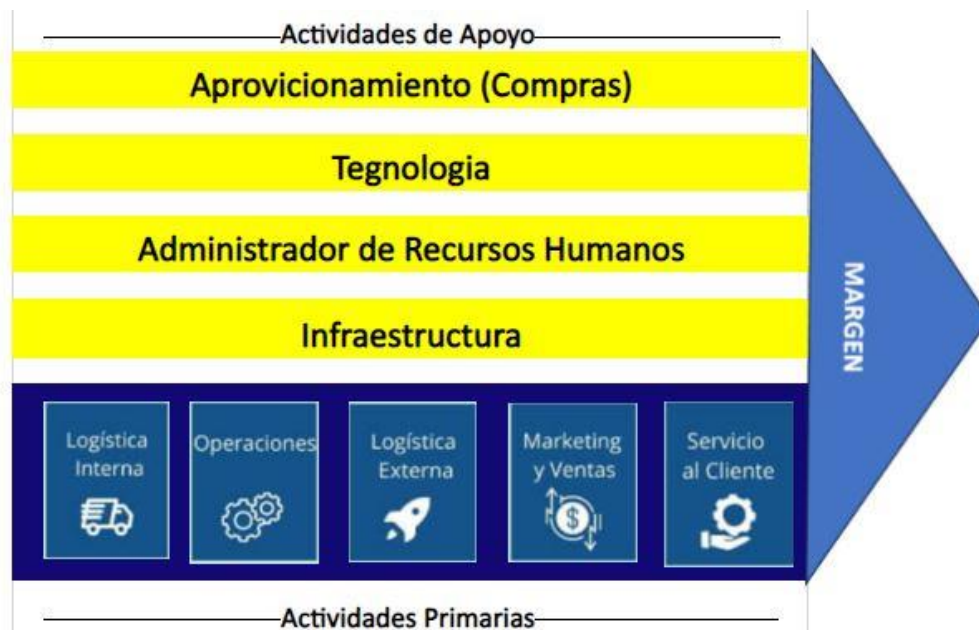 Actividades de Apoyo
Aprovicionamiento (Compras)
Tegnologia
Administrador de Recursos Humanos
Infraestructura
MARGEN
Logística
Interna
Operaciones
Logística
Externa
Marketing
y Ventas
Servicio
al Cliente
Actividades Primarias